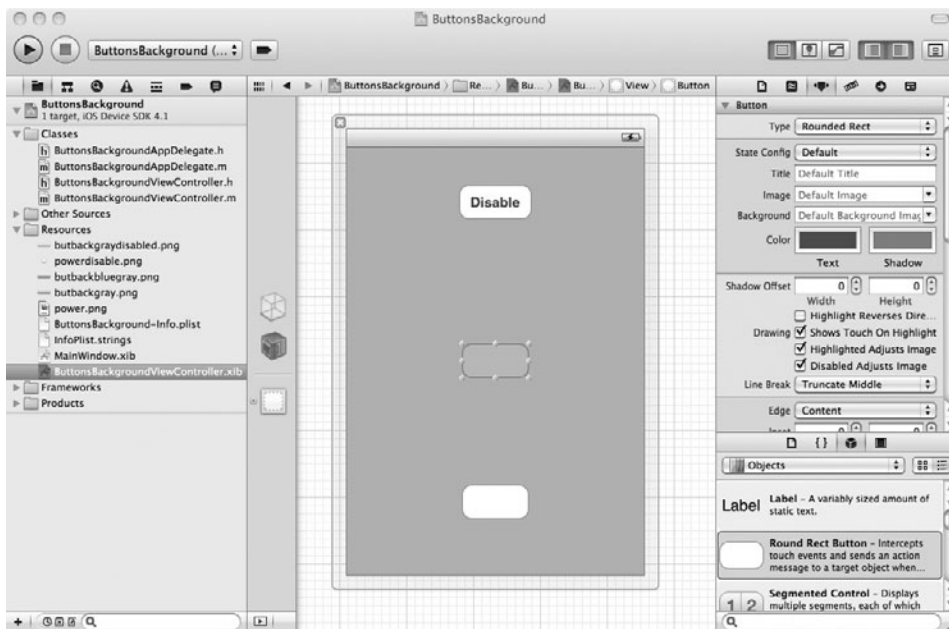 ButtonsBackground
ButtonsBackground (...
ButtonsBackground
Re...
Bu...
Bu...
View
Button
ButtonsBackground
1 target, iOS Device SDK 4.1
Classes
h ButtonsBackgroundAppDelegate.h
m ButtonsBackgroundAppDelegate.m
h ButtonsBackgroundViewController.h
m ButtonsBackgroundViewController.m
Other Sources
Resources
butbackgraydisabled.png
powerdisable.png
butbackbluegray.png
butbackgray.png
power.png
ButtonsBackground-Info.plist
InfoPlist.strings
MainWindow.xib
ButtonsBackgroundViewController.xib
Frameworks
Products
Disable
Button
Type Rounded Rect
State Config Default
Title Default Title
Image Default Image
Background Default Background Imag
Color
Text Shadow
Shadow Offset 0 0
Width Height
Highlight Reverses Dire...
Drawing Shows Touch On Highlight
Highlighted Adjusts Image
Disabled Adjusts Image
Line Break Truncate Middle
Edge Content
{}
Objects
Label
Label - A variably sized amount of
static text.
Round Rect Button - Intercepts
touch events and sends an action
message to a target object when...
1 2
Segmented Control - Displays
multiple segments, each of which